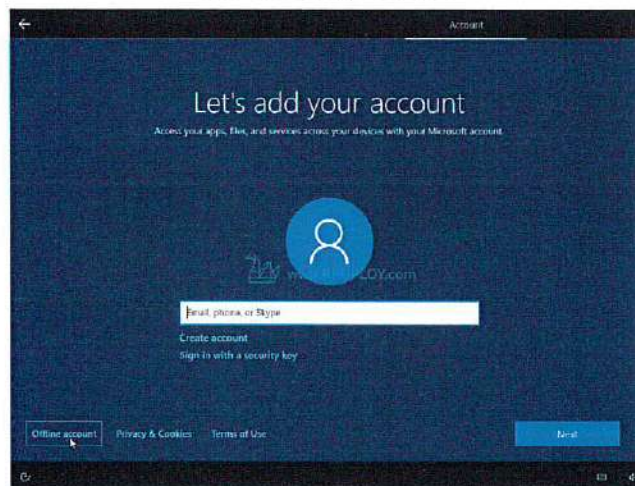 Account
Let's add your account
Access your apps, files, and services across your devices with your Microsoft account.
Email, phone, or Skype
Create account
Sign in with a security key
Offline account Privacy & Cookies Terms of Use Next